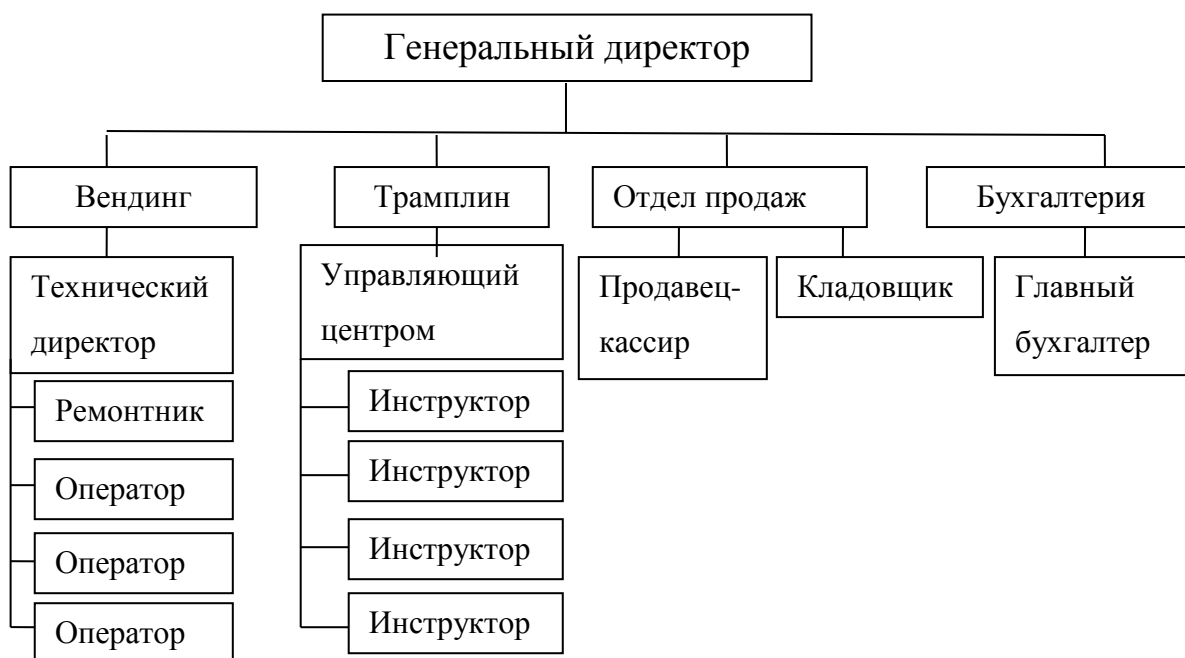 Генеральный директор
Вендинг
Трамплин
Отдел продаж
Бухгалтерия
Технический
директор
Ремонтник
Оператор
Оператор
Оператор
Управляющий
центром
Инструктор
Инструктор
Инструктор
Инструктор
Продавец-
кассир
Кладовщик
Главный
бухгалтер